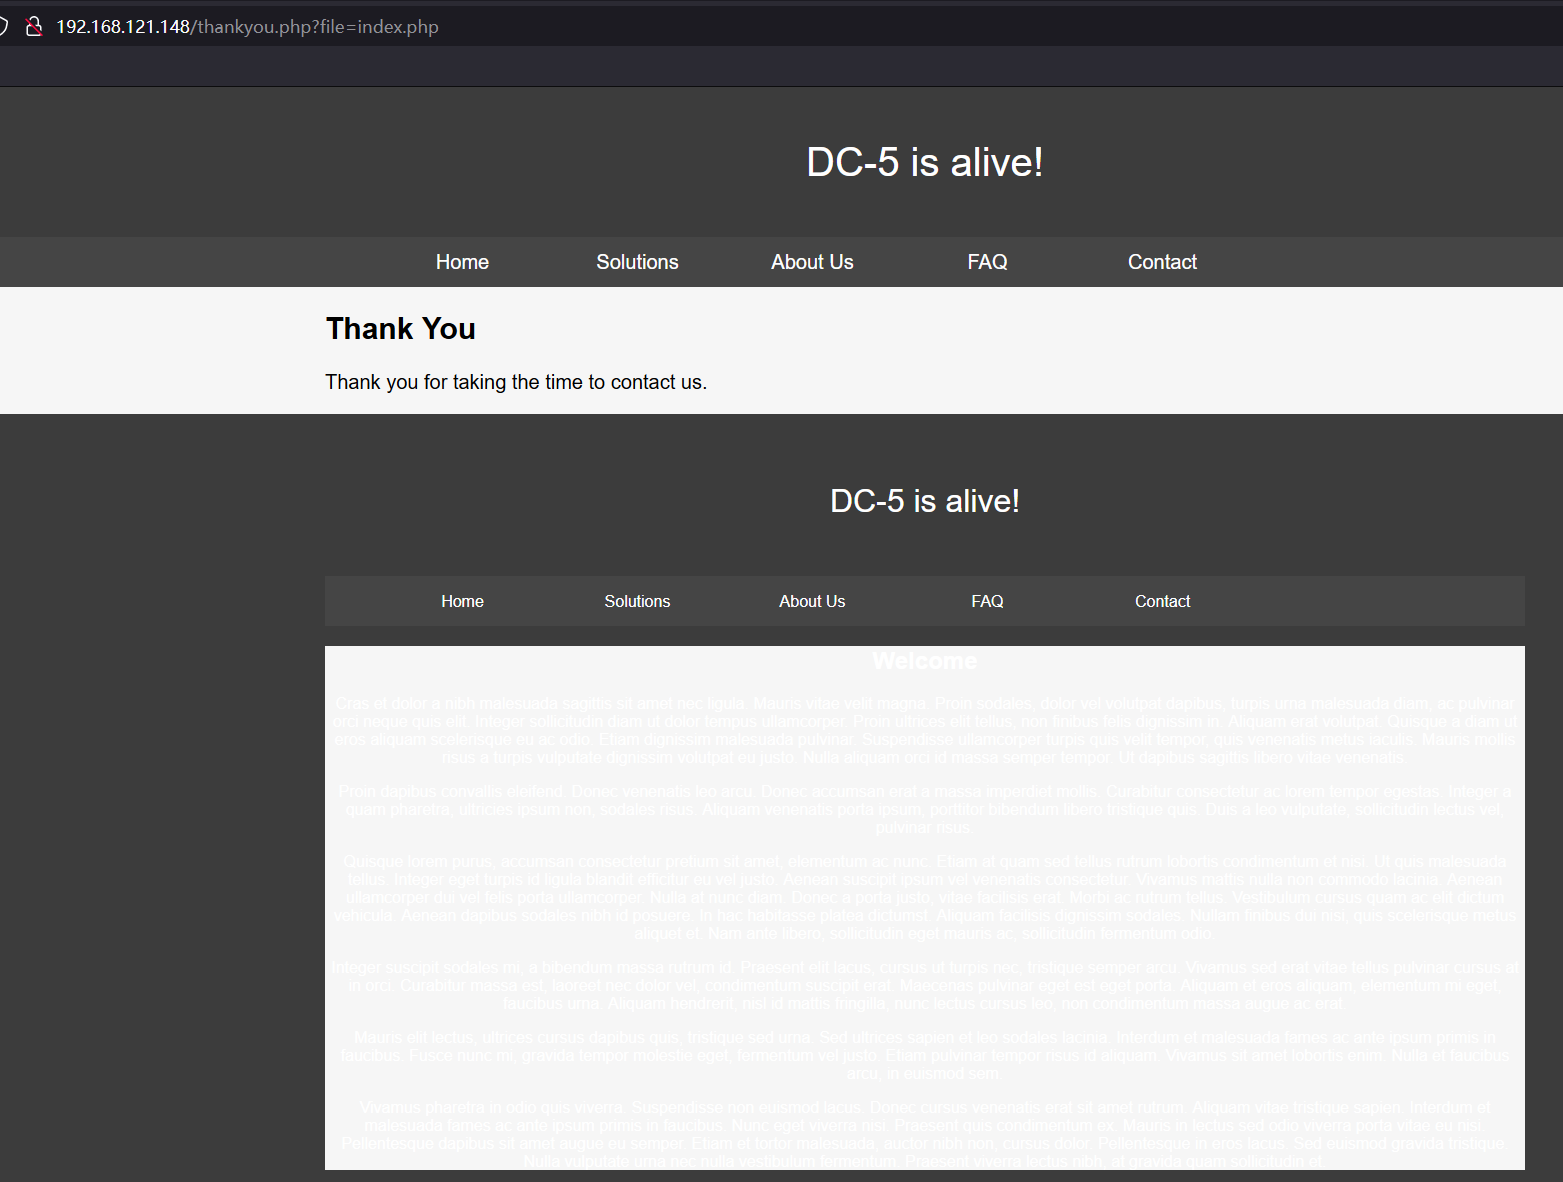 192.168.121.148/thankyou.php?file=index.php
DC-5 is alive!
Home Solutions About Us FAQ Contact
Thank You
Thank you for taking the time to contact us.
DC-5 is alive!
Home Solutions About Us FAQ Contact
Welcome
Cras et dolor a nibh malesuada sagittis sit amet nec ligula. Mauris vitae velit magna. Proin sodales, dolor vel volutpat dapibus, turpis urna malesuada diam, ac pulvinar
orci neque quis elit. Integer sollicitudin diam ut dolor tempus ullamcorper. Proin ultrices elit tellus, non finibus felis dignissim in. Aliquam erat volutpat. Quisque a diam ut
eros aliquam scelerisque eu ac odio. Etiam dignissim malesuada pulvinar. Suspendisse ullamcorper turpis quis velit tempor, quis venenatis metus iaculis. Mauris mollis
risus a turpis vulputate dignissim volutpat eu justo. Nulla aliquam orci id massa semper tempor. Ut dapibus sagittis libero vitae venenatis.
Proin dapibus convallis eleifend. Donec venenatis leo arcu. Donec accumsan erat a massa imperdiet mollis. Curabitur consectetur ac lorem tempor egestas. Integer a
quam pharetra, ultricies ipsum non, sodales risus. Aliquam venenatis porta ipsum, porttitor bibendum libero tristique quis. Duis a leo vulputate, sollicitudin lectus vel,
pulvinar risus.
Quisque lorem purus, accumsan consectetur pretium sit amet, elementum ac nunc. Etiam at quam sed tellus rutrum lobortis condimentum et nisi. Ut quis malesuada
tellus. Integer eget turpis id ligula blandit efficitur eu vel justo. Aenean suscipit ipsum vel venenatis consectetur. Vivamus mattis nulla non commodo lacinia. Aenean
ullamcorper dui vel felis porta ullamcorper. Nulla at nunc diam. Donec a porta justo, vitae facilisis erat. Morbi ac rutrum tellus. Vestibulum cursus quam ac elit dictum
vehicula. Aenean dapibus sodales nibh id posuere. In hac habitasse platea dictumst. Aliquam facilisis dignissim sodales. Nullam finibus dui nisi, quis scelerisque metus
aliquet et. Nam ante libero, sollicitudin eget mauris ac, sollicitudin fermentum odio.
Integer suscipit sodales mi, a bibendum massa rutrum id. Praesent elit lacus, cursus ut turpis nec, tristique semper arcu. Vivamus sed erat vitae tellus pulvinar cursus at
in orci. Curabitur massa est, laoreet nec dolor vel, condimentum suscipit erat. Maecenas pulvinar eget est eget porta. Aliquam et eros aliquam, elementum mi eget,
faucibus urna. Aliquam hendrerit, nisl id mattis fringilla, nunc lectus cursus leo, non condimentum massa augue ac erat.
Mauris elit lectus, ultrices cursus dapibus quis, tristique sed urna. Sed ultrices sapien et leo sodales lacinia. Interdum et malesuada fames ac ante ipsum primis in
faucibus. Fusce nunc mi, gravida tempor molestie eget, fermentum vel justo. Etiam pulvinar tempor risus id aliquam. Vivamus sit amet lobortis enim. Nulla et faucibus
arcu, in euismod sem.
Vivamus pharetra in odio quis viverra. Suspendisse non euismod lacus. Donec cursus venenatis erat sit amet rutrum. Aliquam vitae tristique sapien. Interdum et
malesuada fames ac ante ipsum primis in faucibus. Nunc eget viverra nisi. Praesent quis condimentum ex. Mauris in lectus sed odio viverra porta vitae eu nisi.
Pellentesque dapibus sit amet augue eu semper. Etiam et tortor malesuada, auctor nibh non, cursus dolor. Pellentesque in eros lacus. Sed euismod gravida tristique.
Nulla vulputate urna nec nulla vestibulum fermentum. Praesent viverra lectus nibh, at gravida quam sollicitudin et.